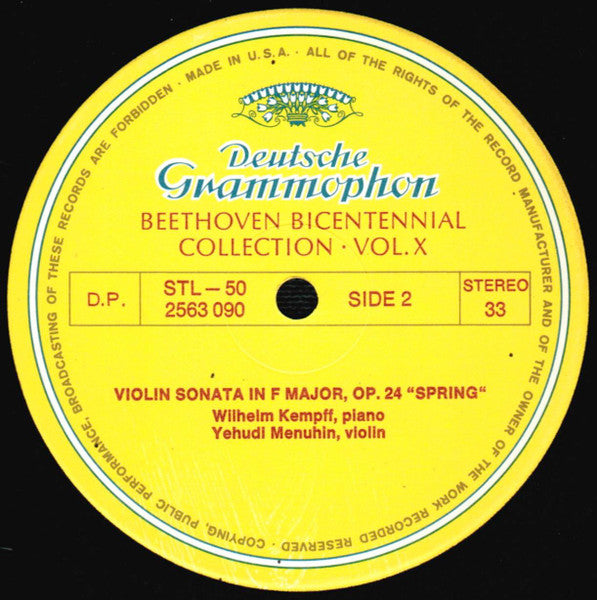 MADE IN U.S.A. · ALL OF THE RIGHTS OF THE RECORD MANUFACTURER AND OF THE OWNER OF THE WORK RECORDED RESERVED · COPYING, PUBLIC PERFORMANCE, BROADCASTING OF THESE RECORDS ARE FORBIDDEN ·
Deutsche
Grammophon
BEETHOVEN BICENTENNIAL
COLLECTION · VOL. X
D.P.
STL – 50
2563 090
SIDE 2
STEREO
33
VIOLIN SONATA IN F MAJOR, OP. 24 "SPRING"
Wilhelm Kempff, piano
Yehudi Menuhin, violin